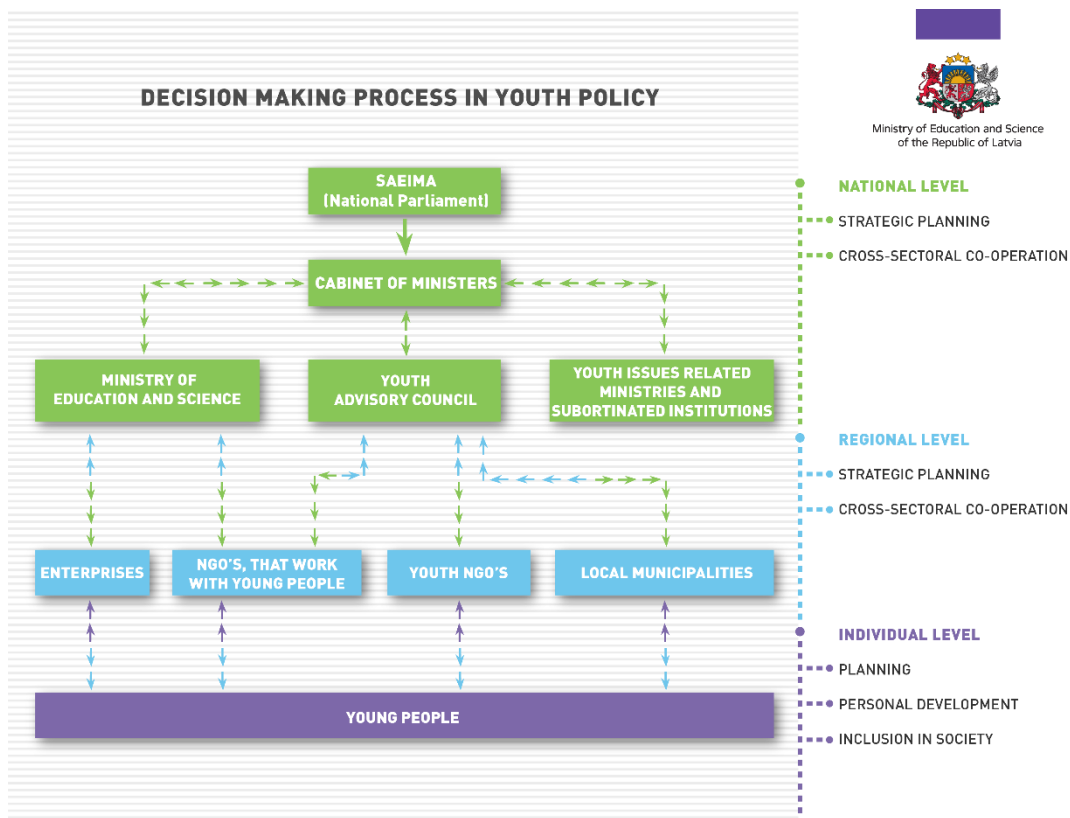 DECISION MAKING PROCESS IN YOUTH POLICY
Ministry of Education and Science
of the Republic of Latvia
SAEIMA
(National Parliament)
CABINET OF MINISTERS
MINISTRY OF
EDUCATION AND SCIENCE
YOUTH
ADVISORY COUNCIL
YOUTH ISSUES RELATED
MINISTRIES AND
SUBORTINATED INSTITUTIONS
ENTERPRISES
NGO'S, THAT WORK
WITH YOUNG PEOPLE
YOUTH NGO'S
LOCAL MUNICIPALITIES
YOUNG PEOPLE
NATIONAL LEVEL
STRATEGIC PLANNING
CROSS-SECTORAL CO-OPERATION
REGIONAL LEVEL
STRATEGIC PLANNING
CROSS-SECTORAL CO-OPERATION
INDIVIDUAL LEVEL
PLANNING
PERSONAL DEVELOPMENT
INCLUSION IN SOCIETY